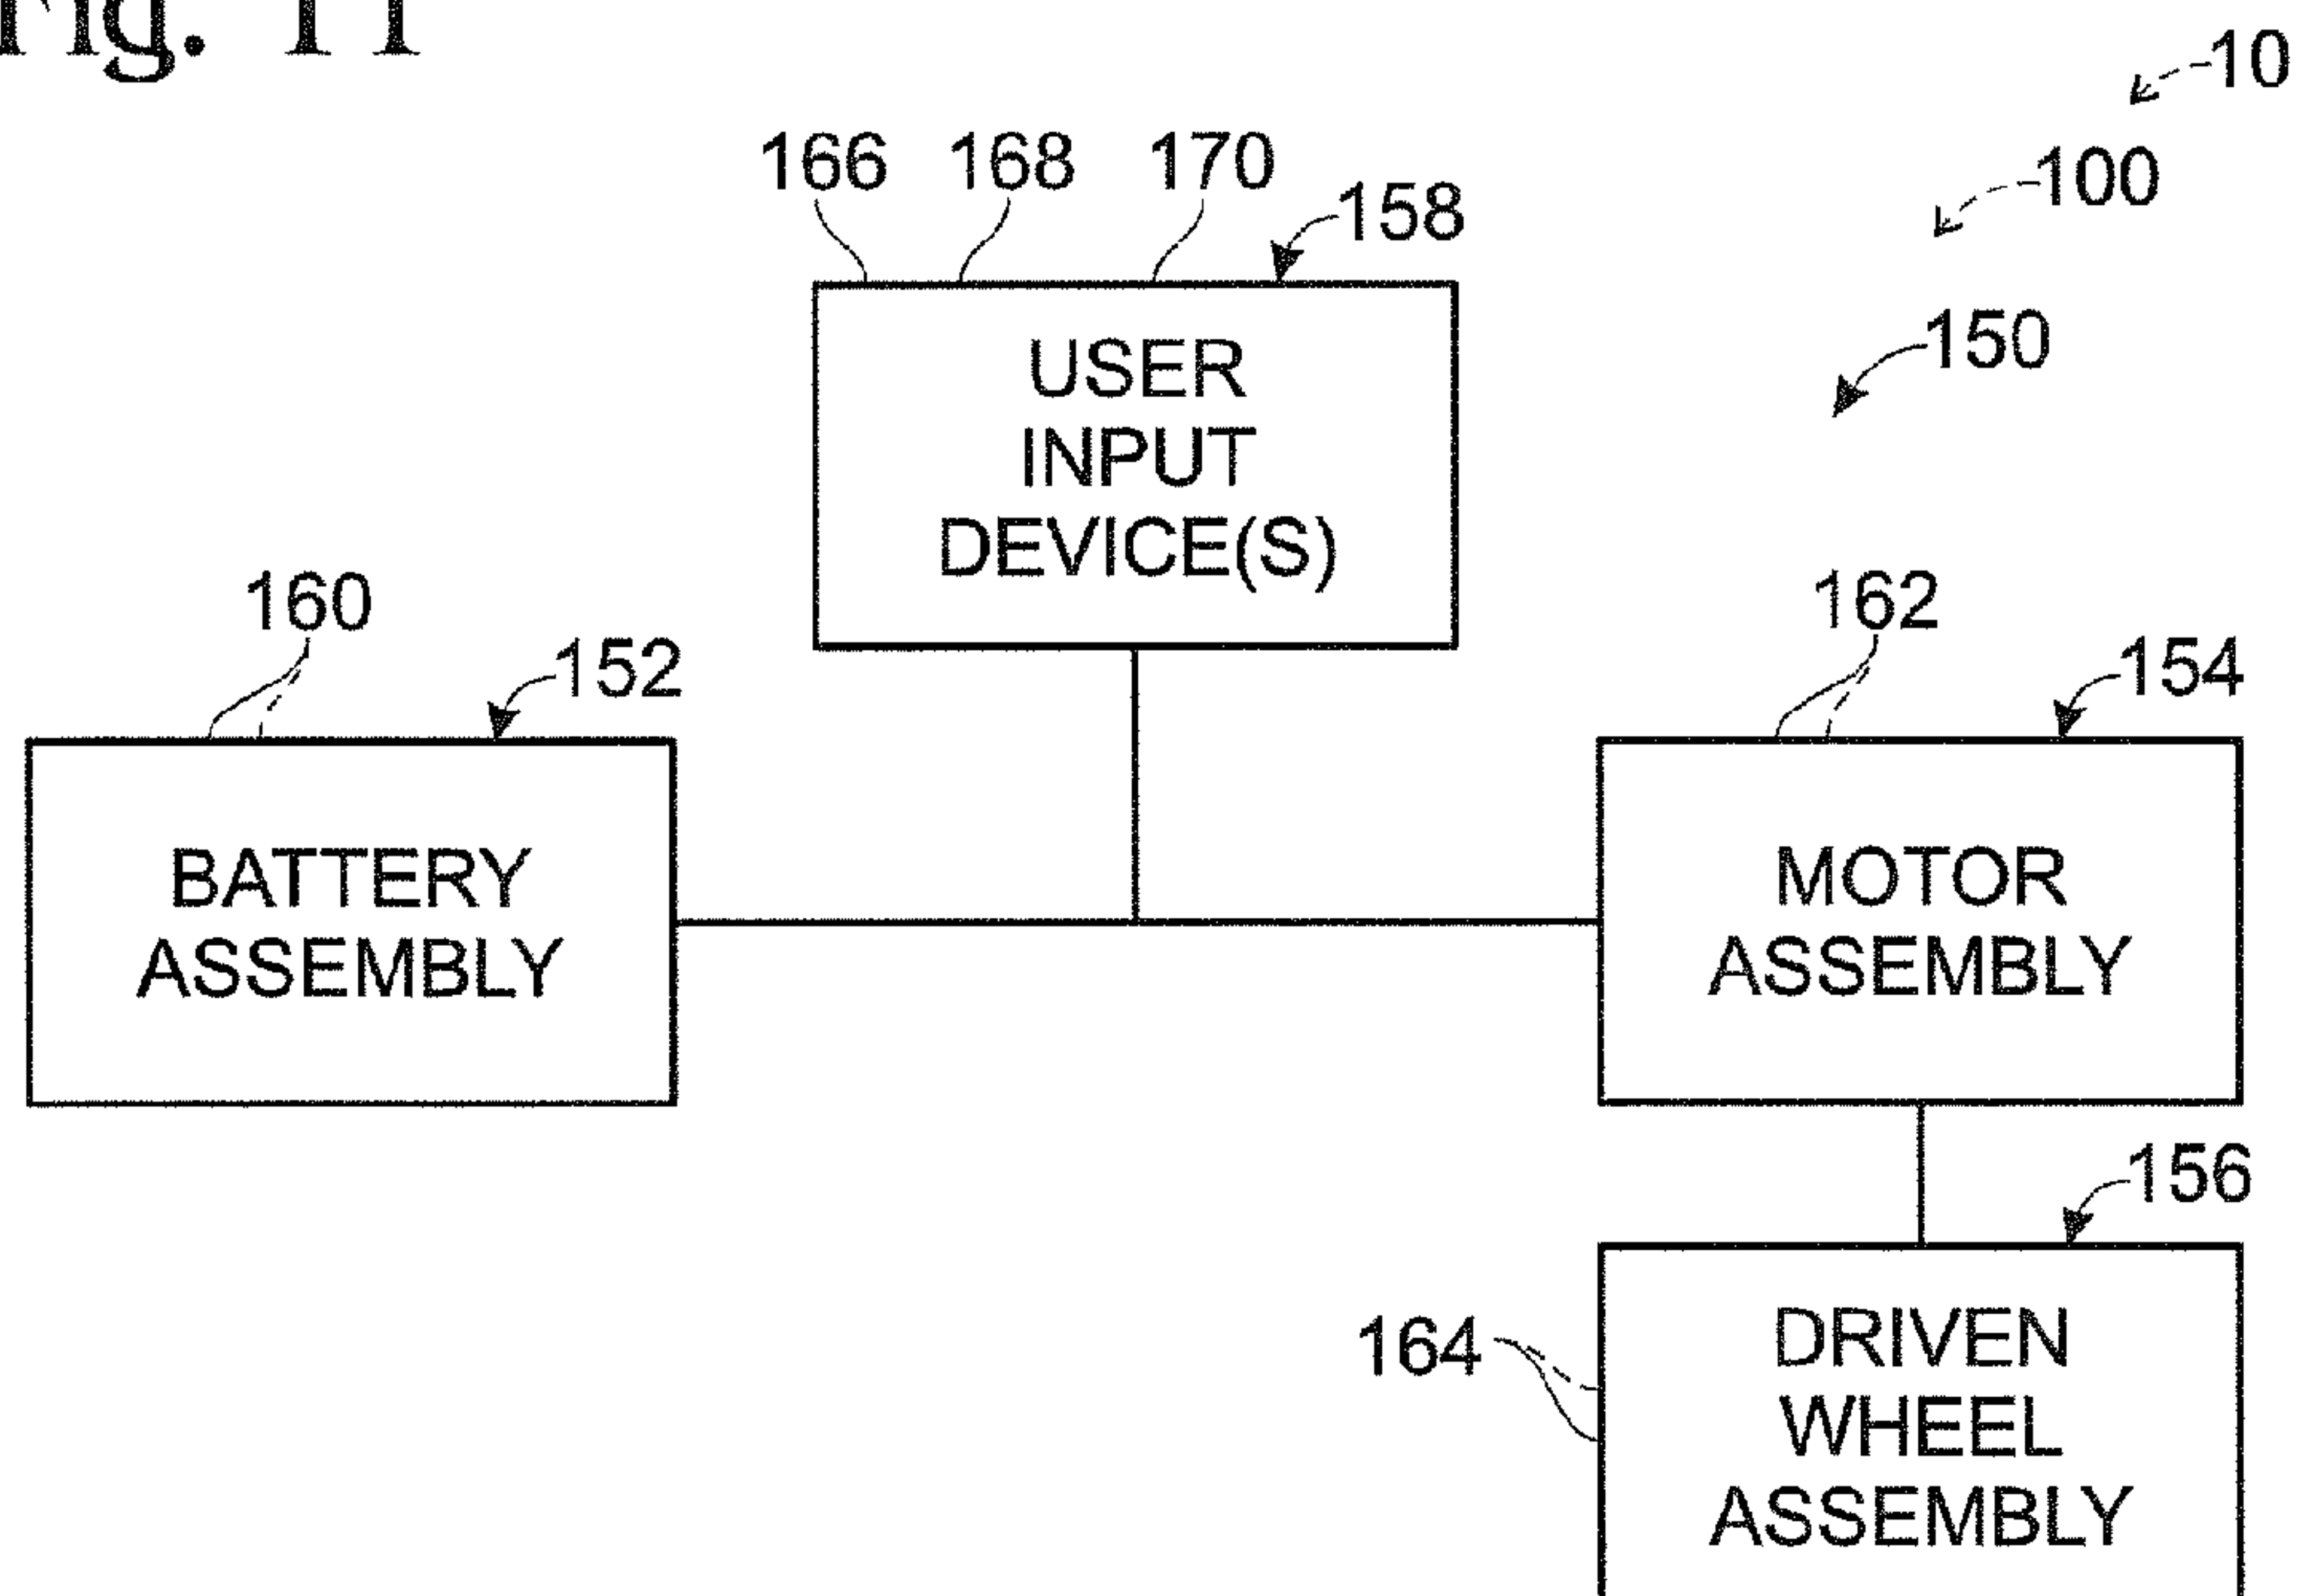 Fig. 11
10
100
166 168 170
158
150
USER
INPUT
DEVICE(S)
160
162
152
154
BATTERY
ASSEMBLY
MOTOR
ASSEMBLY
156
164
DRIVEN
WHEEL
ASSEMBLY